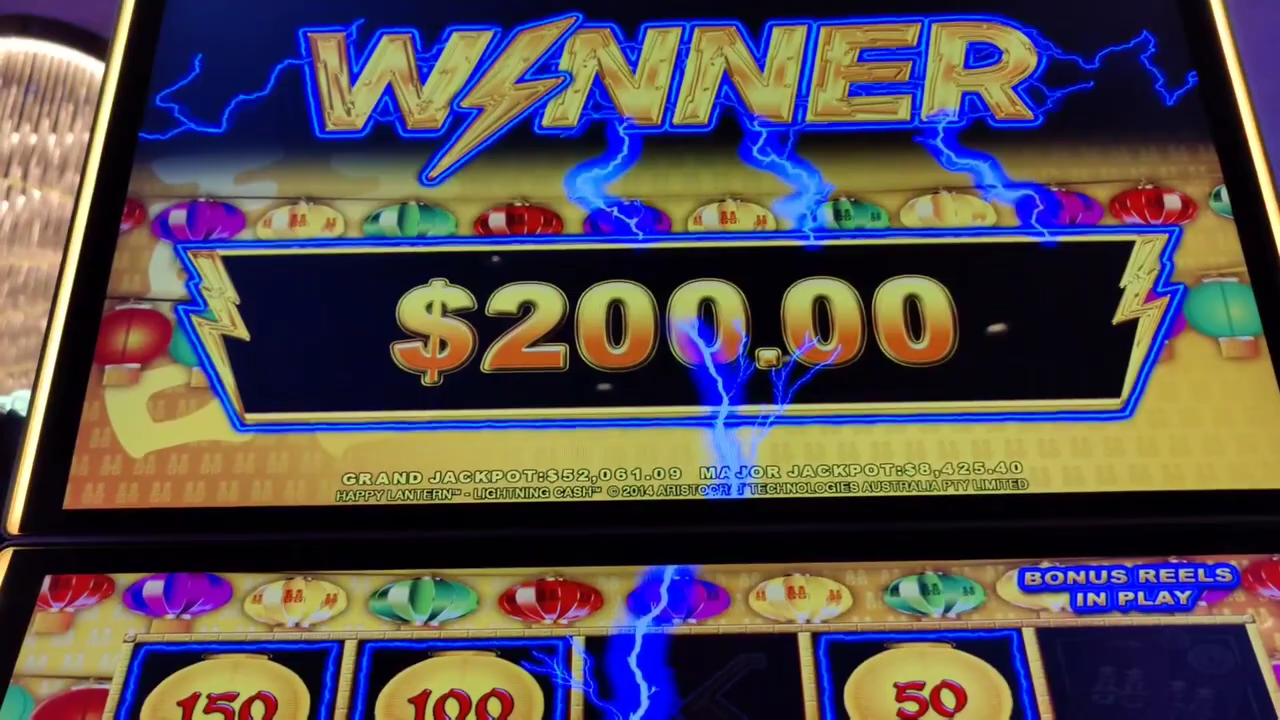 WINNER
$200.00
GRAND JACKPOT:$52,061.09 MAJOR JACKPOT:$8,425.40
HAPPY LANTERN™ - LIGHTNING CASH™ © 2014 ARISTOCRAT TECHNOLOGIES AUSTRALIA PTY LIMITED
BONUS REELS
IN PLAY
150 100 50